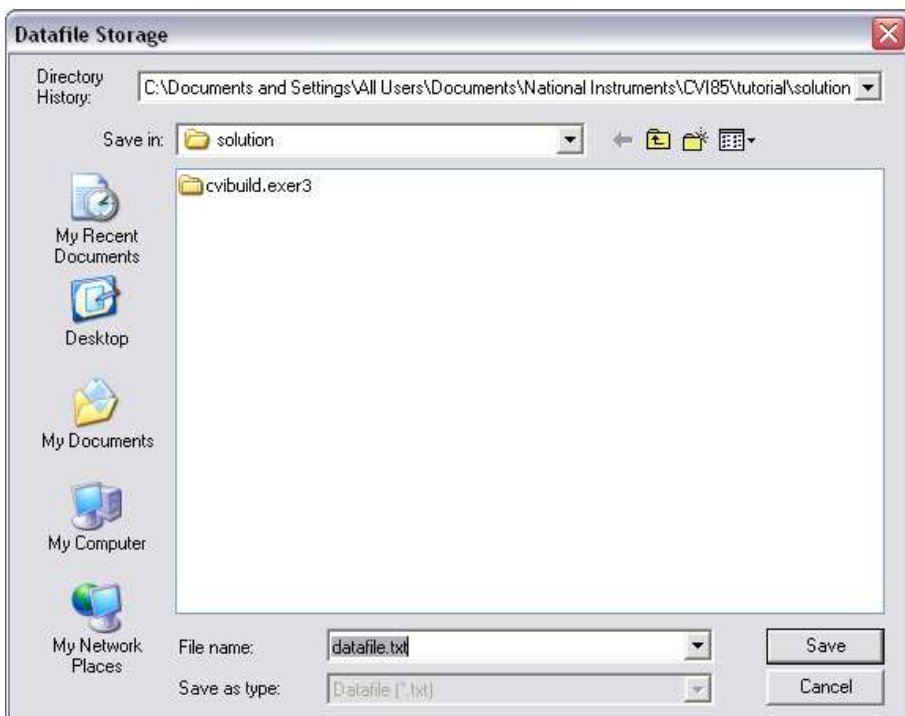 Datafile Storage
Directory
History:
C:\Documents and Settings\All Users\Documents\National Instruments\CVI85\tutorial\solution
Save in:
solution
cvibuild.exer3
My Recent
Documents
Desktop
My Documents
My Computer
My Network
Places
File name:
datafile.txt
Save
Save as type:
Datafile (*.txt)
Cancel